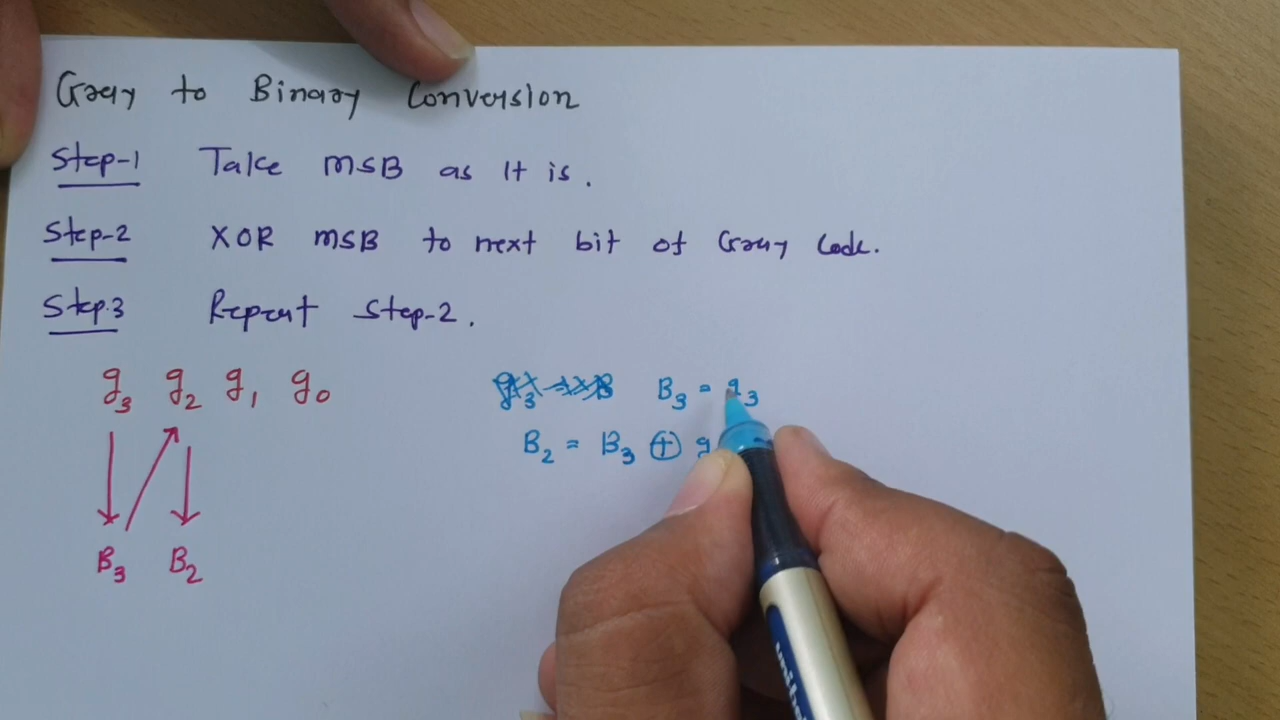 Gray to Binary Conversion
Step-1 Take MSB as It is.
Step-2 XOR MSB to next bit of Gray Code.
Step-3 Repeat Step-2.
g3 g2 g1 g0
B3 = g3
B2 = B3 ⊕ g
B3 B2